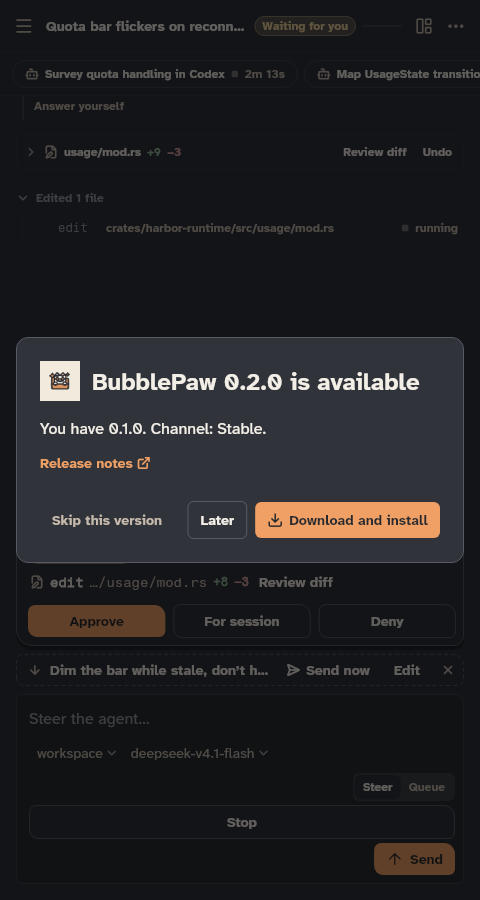 Quota bar flickers on reconn... Waiting for you
Survey quota handling in Codex 2m 13s Map UsageState transitio
Answer yourself
usage/mod.rs +9 −3 Review diff Undo
Edited 1 file
edit crates/harbor-runtime/src/usage/mod.rs running
BubblePaw 0.2.0 is available
You have 0.1.0. Channel: Stable.
Release notes
Skip this version Later Download and install
edit …/usage/mod.rs +8 −3 Review diff
Approve For session Deny
Dim the bar while stale, don't h... Send now Edit
Steer the agent...
workspace deepseek-v4.1-flash
Steer Queue
Stop
Send